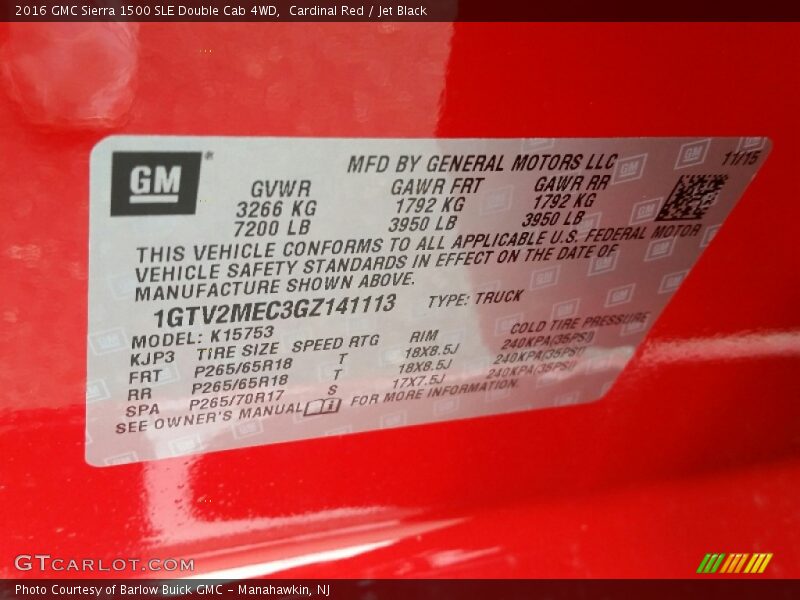 2016 GMC Sierra 1500 SLE Double Cab 4WD,  Cardinal Red / Jet Black
GM
MFD BY GENERAL MOTORS LLC
11/15
GVWR GAWR FRT GAWR RR
3266 KG 1792 KG 1792 KG
7200 LB 3950 LB 3950 LB
THIS VEHICLE CONFORMS TO ALL APPLICABLE U.S. FEDERAL MOTOR
VEHICLE SAFETY STANDARDS IN EFFECT ON THE DATE OF
MANUFACTURE SHOWN ABOVE.
1GTV2MEC3GZ141113 TYPE: TRUCK
MODEL: K15753
KJP3 TIRE SIZE SPEED RTG RIM COLD TIRE PRESSURE
FRT P265/65R18 T 18X8.5J 240KPA(35PSI)
RR P265/65R18 T 18X8.5J 240KPA(35PSI)
SPA P265/70R17 S 17X7.5J 240KPA(35PSI)
SEE OWNER'S MANUAL FOR MORE INFORMATION.
GTCARLOT.COM
Photo Courtesy of Barlow Buick GMC - Manahawkin, NJ